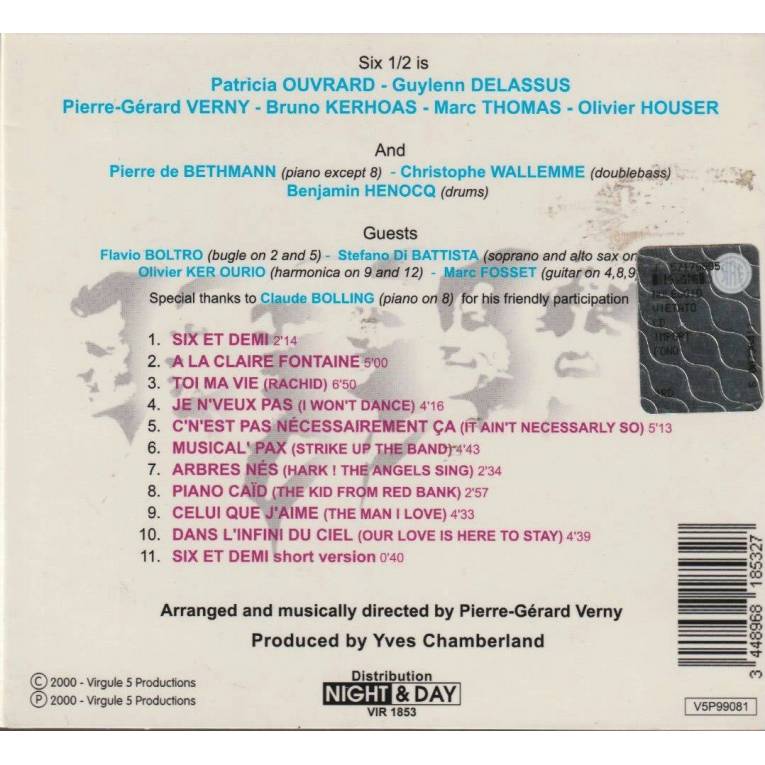 Six 1/2 is
Patricia OUVRARD - Guylenn DELASSUS
Pierre-Gérard VERNY - Bruno KERHOAS - Marc THOMAS - Olivier HOUSER
And
Pierre de BETHMANN (piano except 8) - Christophe WALLEMME (doublebass)
Benjamin HENOCQ (drums)
Guests
Flavio BOLTRO (bugle on 2 and 5) - Stefano Di BATTISTA (soprano and alto sax on
Olivier KER OURIO (harmonica on 9 and 12) - Marc FOSSET (guitar on 4,8,9
Special thanks to Claude BOLLING (piano on 8) for his friendly participation
1. SIX ET DEMI 2'14
2. A LA CLAIRE FONTAINE 5'00
3. TOI MA VIE (RACHID) 6'50
4. JE N'VEUX PAS (I WON'T DANCE) 4'16
5. C'N'EST PAS NÉCESSAIREMENT ÇA (IT AIN'T NECESSARLY SO) 5'13
6. MUSICAL' PAX (STRIKE UP THE BAND) 4'43
7. ARBRES NÉS (HARK ! THE ANGELS SING) 2'34
8. PIANO CAÏD (THE KID FROM RED BANK) 2'57
9. CELUI QUE J'AIME (THE MAN I LOVE) 4'33
10. DANS L'INFINI DU CIEL (OUR LOVE IS HERE TO STAY) 4'39
11. SIX ET DEMI short version 0'40
SIAE
NOLEGGIO
VIETATO
IMPORT
FONO
Arranged and musically directed by Pierre-Gérard Verny
Produced by Yves Chamberland
© 2000 - Virgule 5 Productions
℗ 2000 - Virgule 5 Productions
Distribution
NIGHT & DAY
VIR 1853
3 448968 185327
V5P99081